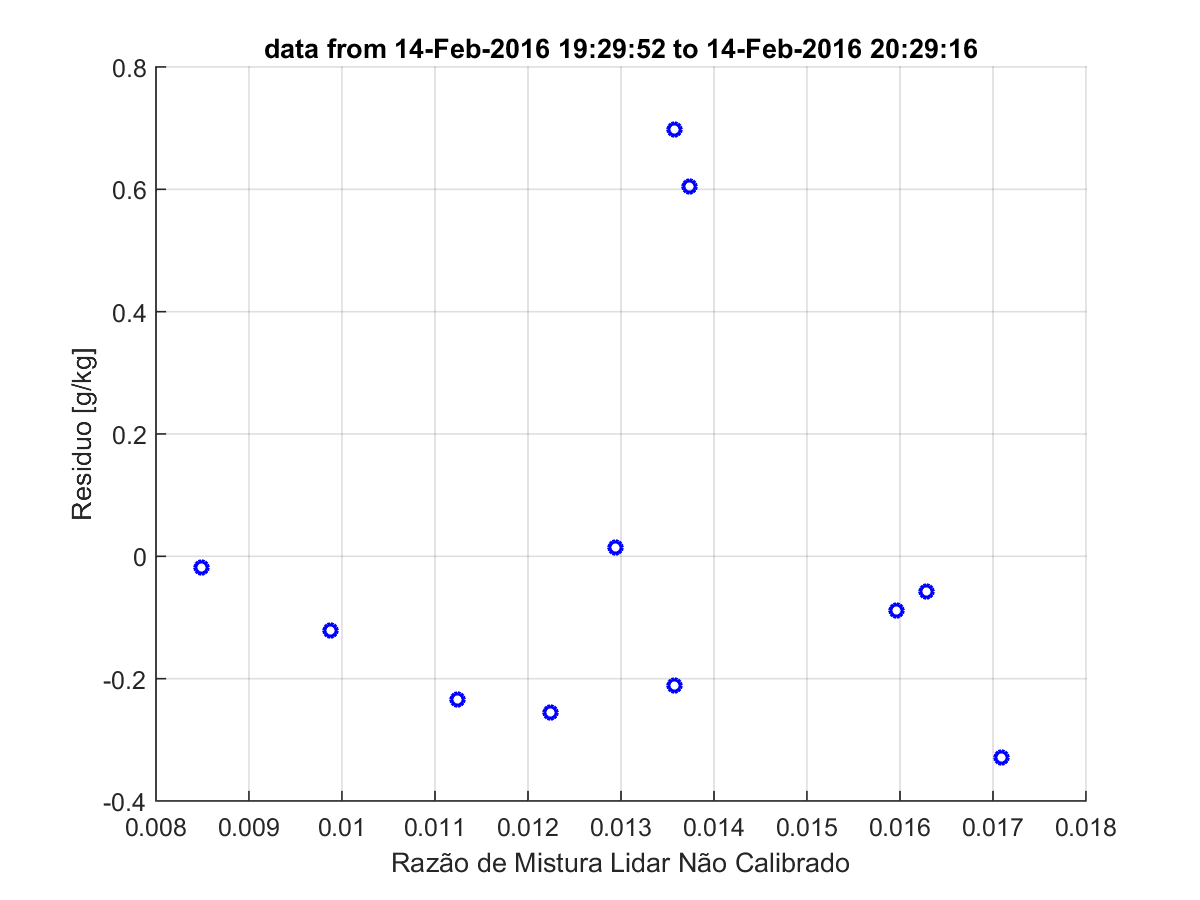 data from 14-Feb-2016 19:29:52 to 14-Feb-2016 20:29:16
0.8
0.6
0.4
0.2
0
-0.2
-0.4
Residuo [g/kg]
0.008 0.009 0.01 0.011 0.012 0.013 0.014 0.015 0.016 0.017 0.018
Razão de Mistura Lidar Não Calibrado